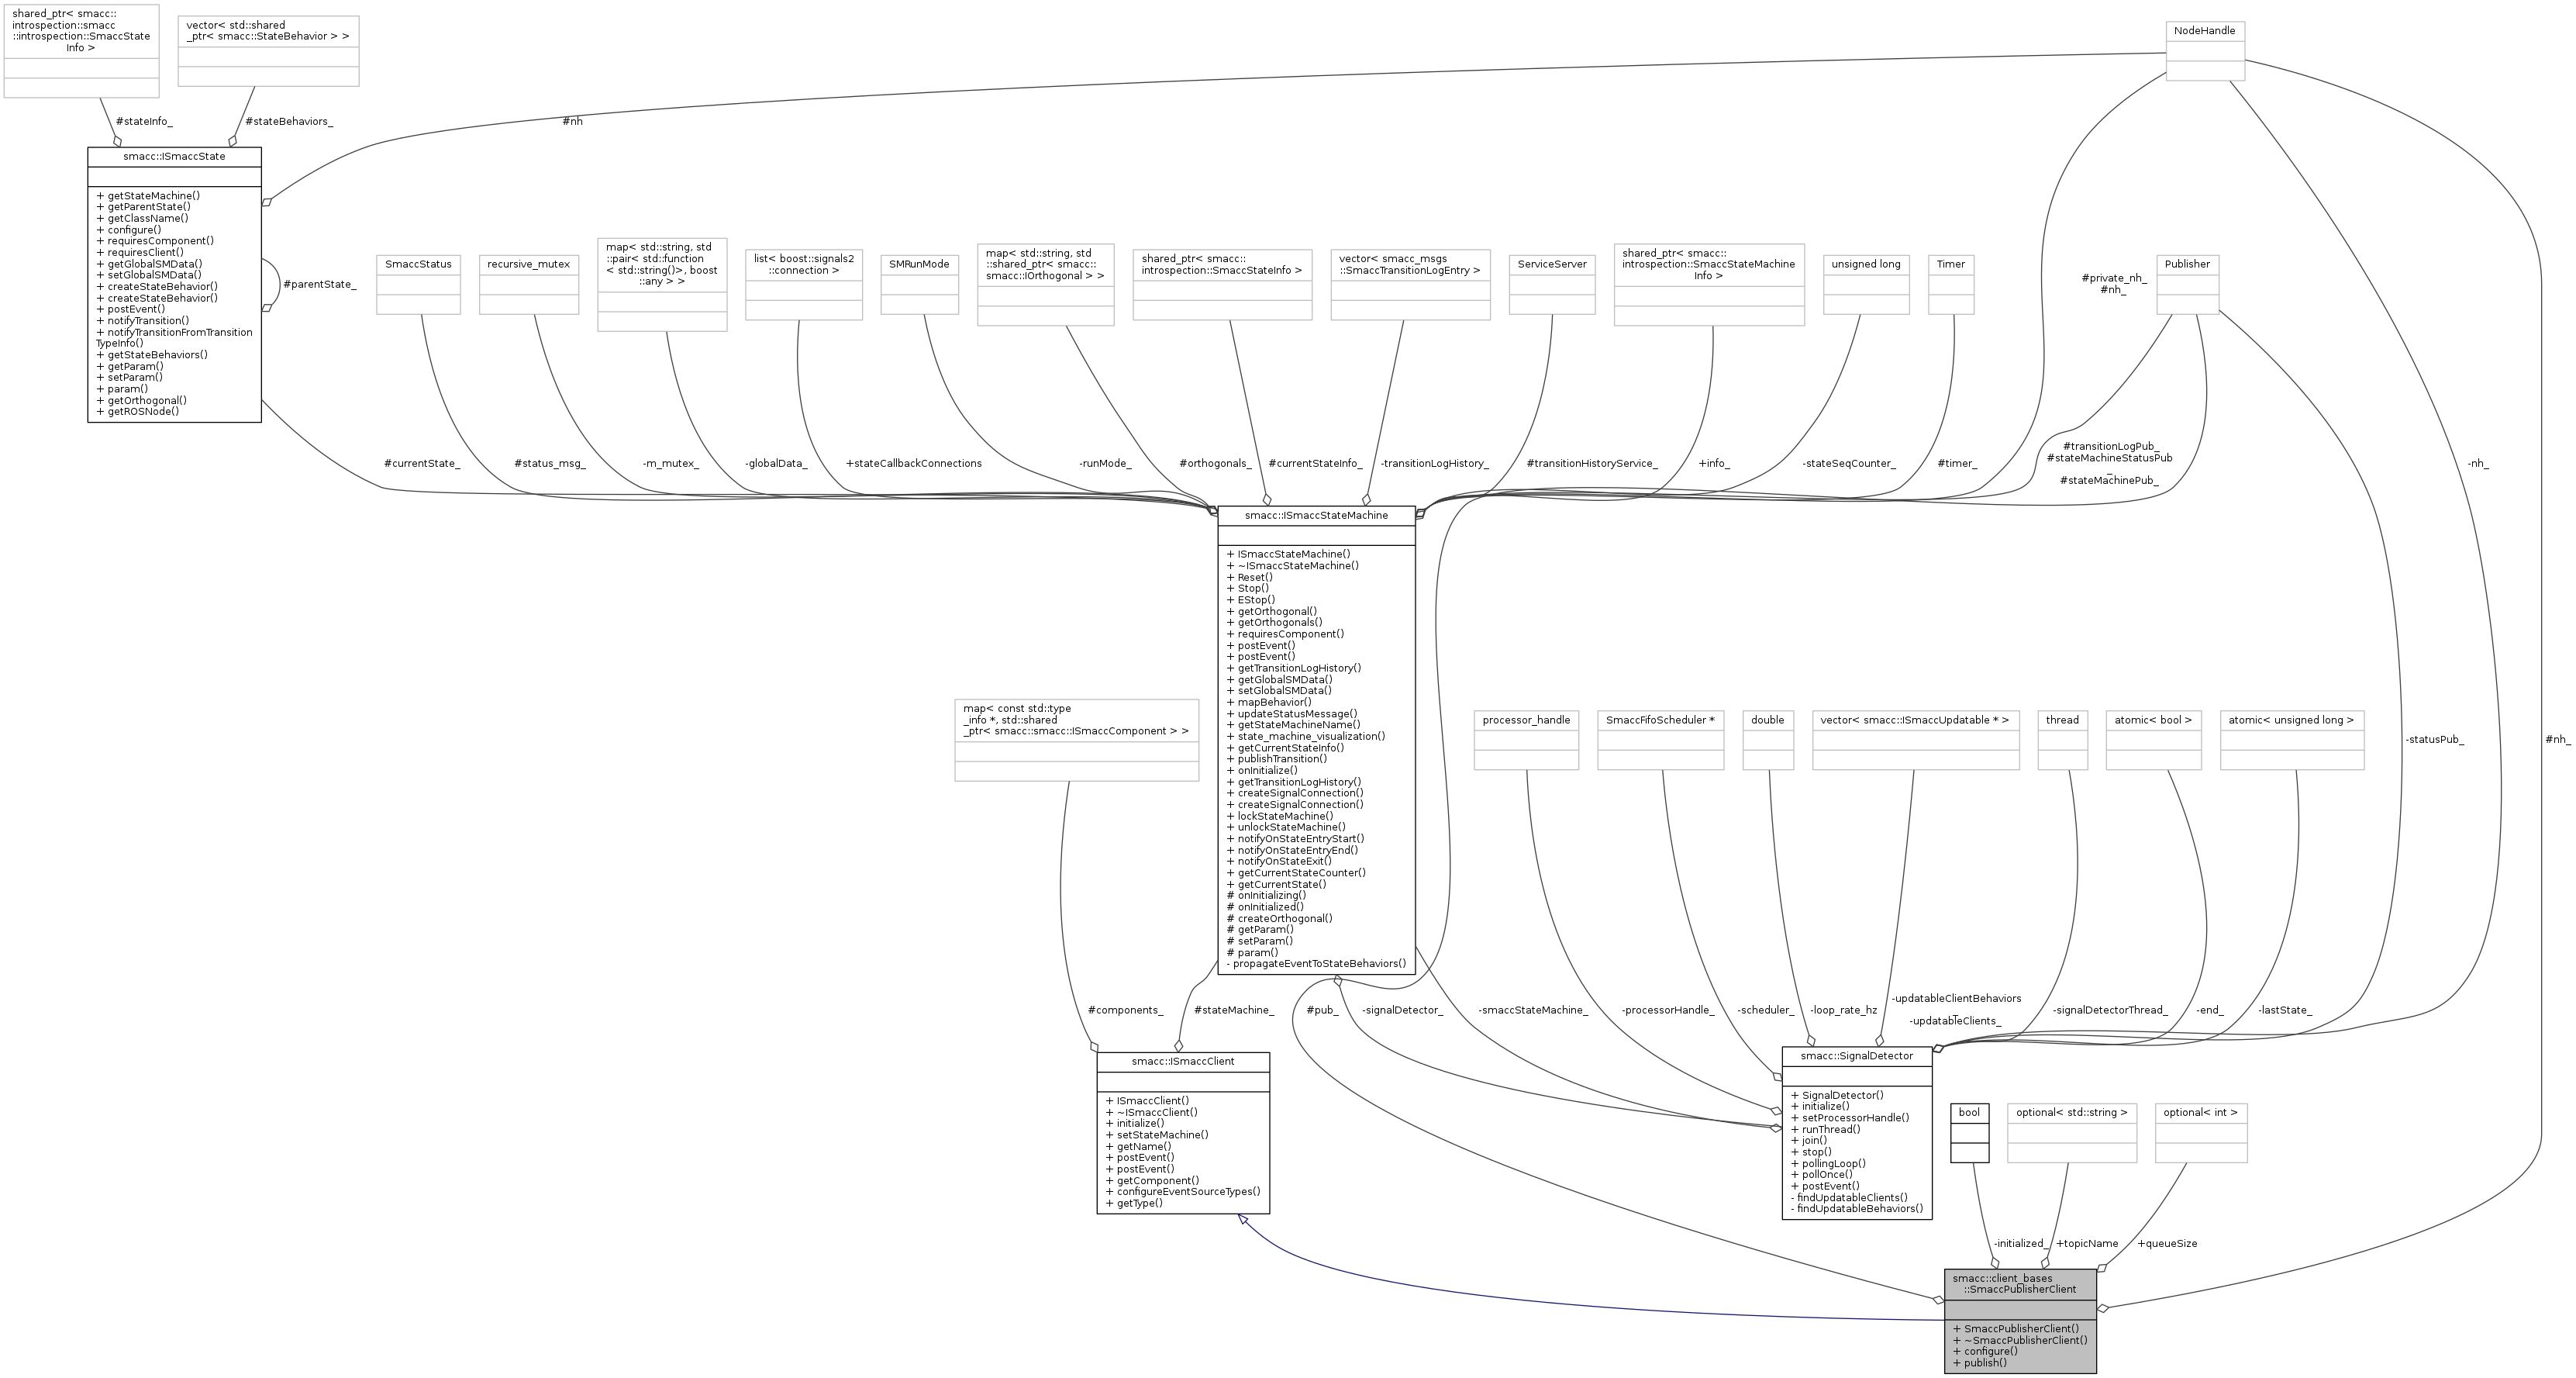 shared_ptr< smacc::
introspection::smacc
::introspection::SmaccState
Info >
vector< std::shared
_ptr< smacc::StateBehavior > >
NodeHandle
#stateInfo_
#stateBehaviors_
#nh
smacc::ISmaccState
+ getStateMachine()
+ getParentState()
+ getClassName()
+ configure()
+ requiresComponent()
+ requiresClient()
+ getGlobalSMData()
+ setGlobalSMData()
+ createStateBehavior()
+ createStateBehavior()
+ postEvent()
+ notifyTransition()
+ notifyTransitionFromTransition
TypeInfo()
+ getStateBehaviors()
+ getParam()
+ setParam()
+ param()
+ getOrthogonal()
+ getROSNode()
#parentState_
SmaccStatus
recursive_mutex
map< std::string, std
::pair< std::function
< std::string()>, boost
::any > >
list< boost::signals2
::connection >
SMRunMode
map< std::string, std
::shared_ptr< smacc::
smacc::IOrthogonal > >
shared_ptr< smacc::
introspection::SmaccStateInfo >
vector< smacc_msgs
::SmaccTransitionLogEntry >
ServiceServer
shared_ptr< smacc::
introspection::SmaccStateMachine
Info >
unsigned long
Timer
Publisher
#private_nh_
#nh_
#currentState_
#status_msg_
-m_mutex_
-globalData_
+stateCallbackConnections
-runMode_
#orthogonals_
#currentStateInfo_
-transitionLogHistory_
#transitionHistoryService_
+info_
-stateSeqCounter_
#timer_
#transitionLogPub_
#stateMachineStatusPub
_
#stateMachinePub_
-nh_
smacc::ISmaccStateMachine
+ ISmaccStateMachine()
+ ~ISmaccStateMachine()
+ Reset()
+ Stop()
+ EStop()
+ getOrthogonal()
+ getOrthogonals()
+ requiresComponent()
+ postEvent()
+ postEvent()
+ getTransitionLogHistory()
+ getGlobalSMData()
+ setGlobalSMData()
+ mapBehavior()
+ updateStatusMessage()
+ getStateMachineName()
+ state_machine_visualization()
+ getCurrentStateInfo()
+ publishTransition()
+ onInitialize()
+ getTransitionLogHistory()
+ createSignalConnection()
+ createSignalConnection()
+ lockStateMachine()
+ unlockStateMachine()
+ notifyOnStateEntryStart()
+ notifyOnStateEntryEnd()
+ notifyOnStateExit()
+ getCurrentStateCounter()
+ getCurrentState()
# onInitializing()
# onInitialized()
# createOrthogonal()
# getParam()
# setParam()
# param()
- propagateEventToStateBehaviors()
map< const std::type
_info *, std::shared
_ptr< smacc::smacc::ISmaccComponent > >
processor_handle
SmaccFifoScheduler *
double
vector< smacc::ISmaccUpdatable * >
thread
atomic< bool >
atomic< unsigned long >
-statusPub_
#nh_
#components_
#stateMachine_
#pub_
-signalDetector_
-smaccStateMachine_
-processorHandle_
-scheduler_
-loop_rate_hz
-updatableClientBehaviors
_
-updatableClients_
-signalDetectorThread_
-end_
-lastState_
smacc::ISmaccClient
+ ISmaccClient()
+ ~ISmaccClient()
+ initialize()
+ setStateMachine()
+ getName()
+ postEvent()
+ postEvent()
+ getComponent()
+ configureEventSourceTypes()
+ getType()
smacc::SignalDetector
+ SignalDetector()
+ initialize()
+ setProcessorHandle()
+ runThread()
+ join()
+ stop()
+ pollingLoop()
+ pollOnce()
+ postEvent()
- findUpdatableClients()
- findUpdatableBehaviors()
bool
optional< std::string >
optional< int >
-initialized_
+topicName
+queueSize
smacc::client_bases
::SmaccPublisherClient
+ SmaccPublisherClient()
+ ~SmaccPublisherClient()
+ configure()
+ publish()